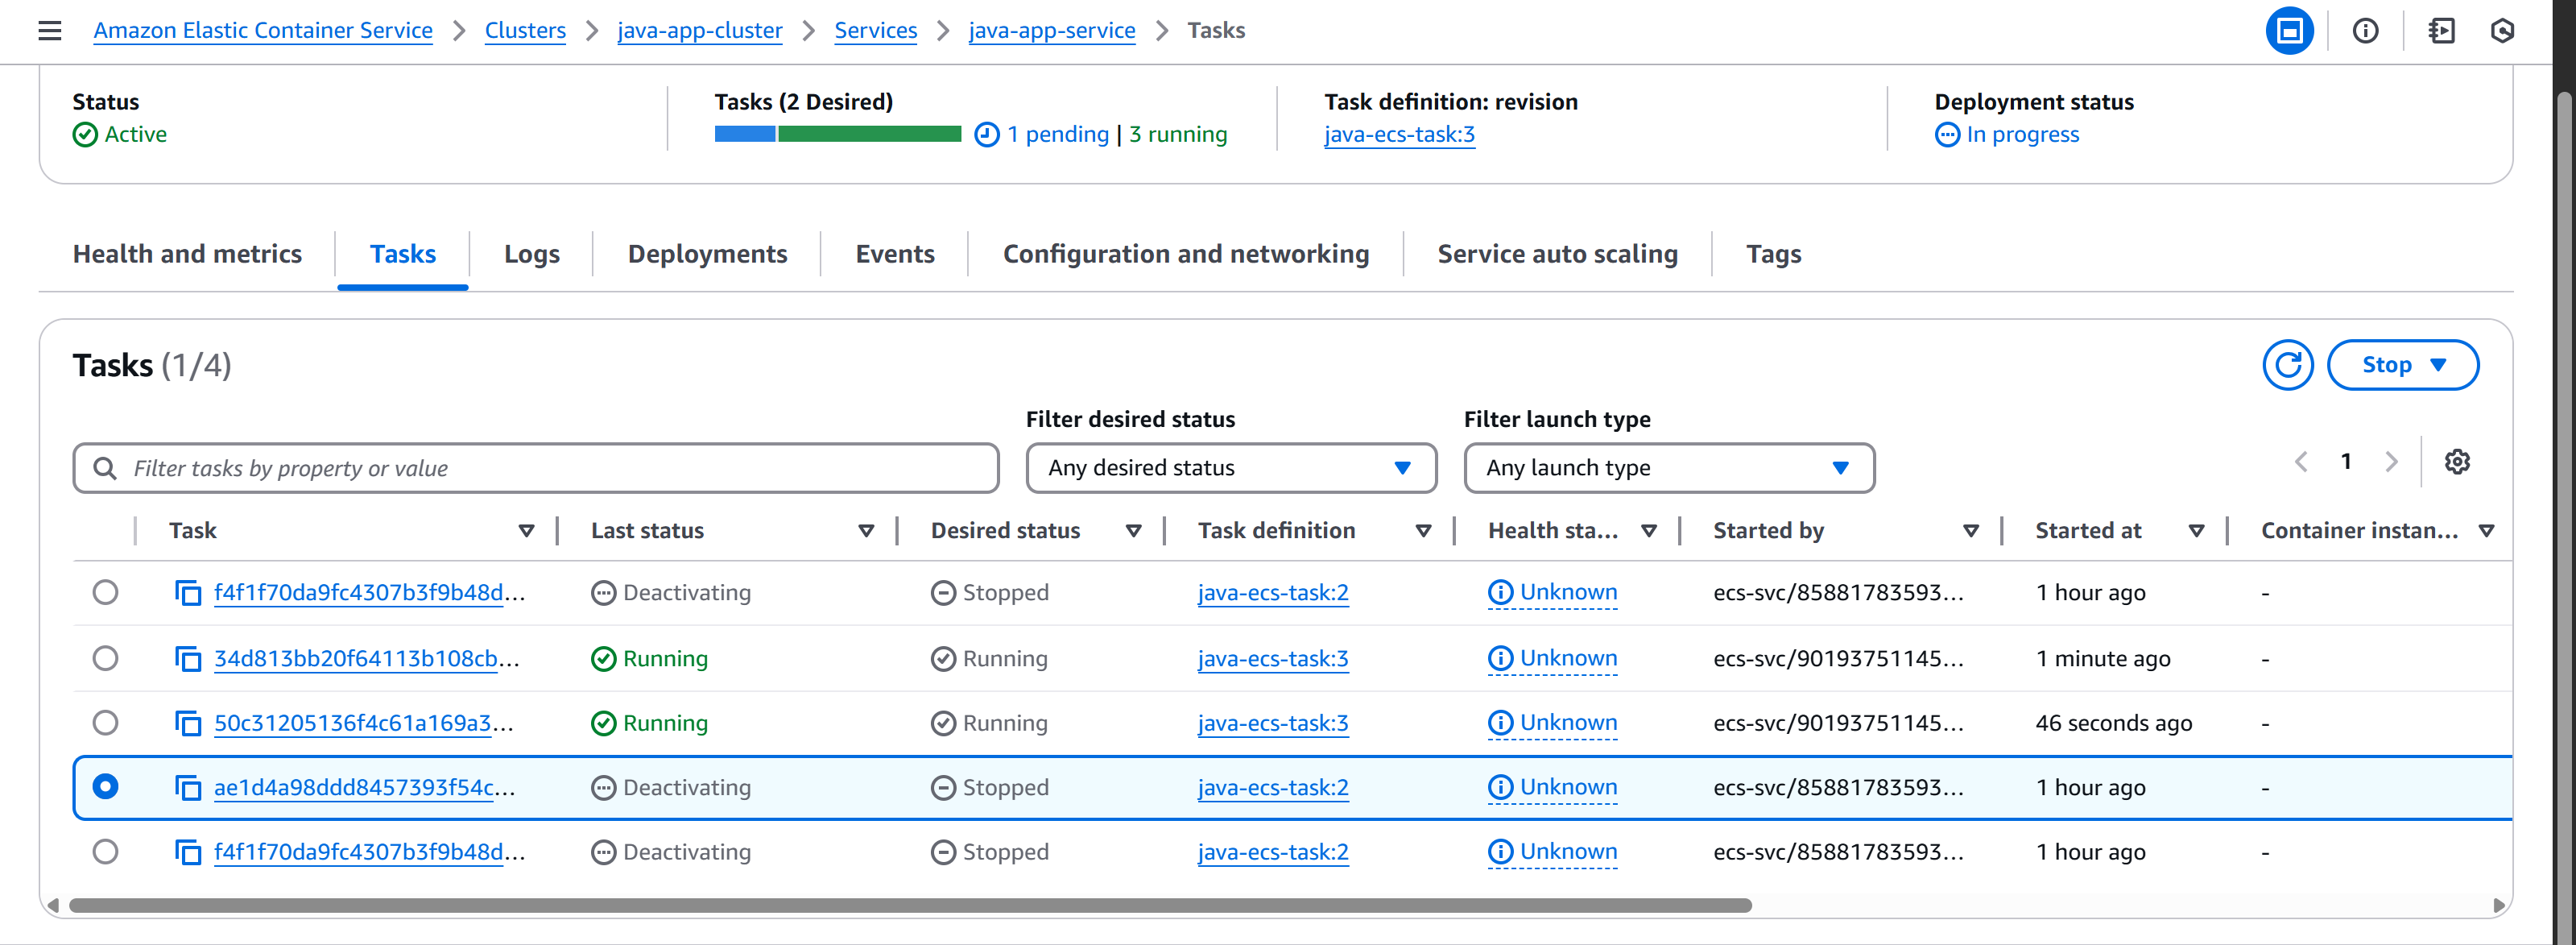 Amazon Elastic Container Service > Clusters > java-app-cluster > Services > java-app-service > Tasks
Status Tasks (2 Desired) Task definition: revision Deployment status
Active 1 pending | 3 running java-ecs-task:3 In progress
Health and metrics Tasks Logs Deployments Events Configuration and networking Service auto scaling Tags
Tasks (1/4) Stop
Filter desired status Filter launch type
Filter tasks by property or value Any desired status Any launch type 1
Task Last status Desired status Task definition Health sta... Started by Started at Container instan...
f4f1f70da9fc4307b3f9b48d... Deactivating Stopped java-ecs-task:2 Unknown ecs-svc/85881783593... 1 hour ago -
34d813bb20f64113b108cb... Running Running java-ecs-task:3 Unknown ecs-svc/90193751145... 1 minute ago -
50c31205136f4c61a169a3... Running Running java-ecs-task:3 Unknown ecs-svc/90193751145... 46 seconds ago -
ae1d4a98ddd8457393f54c... Deactivating Stopped java-ecs-task:2 Unknown ecs-svc/85881783593... 1 hour ago -
f4f1f70da9fc4307b3f9b48d... Deactivating Stopped java-ecs-task:2 Unknown ecs-svc/85881783593... 1 hour ago -